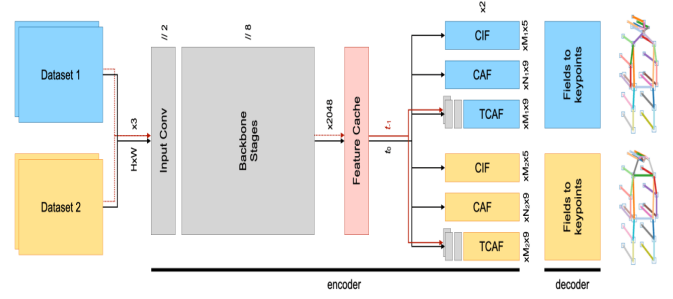 Dataset 1
Dataset 2
x3
HxW
// 2
Input Conv
// 8
Backbone
Stages
x2048
Feature Cache
t-1
t0
x2
CIF
xM1x5
CAF
xN1x9
TCAF
xM1x9
CIF
xM2x5
CAF
xN2x9
TCAF
xM2x9
Fields to
keypoints
Fields to
keypoints
encoder
decoder